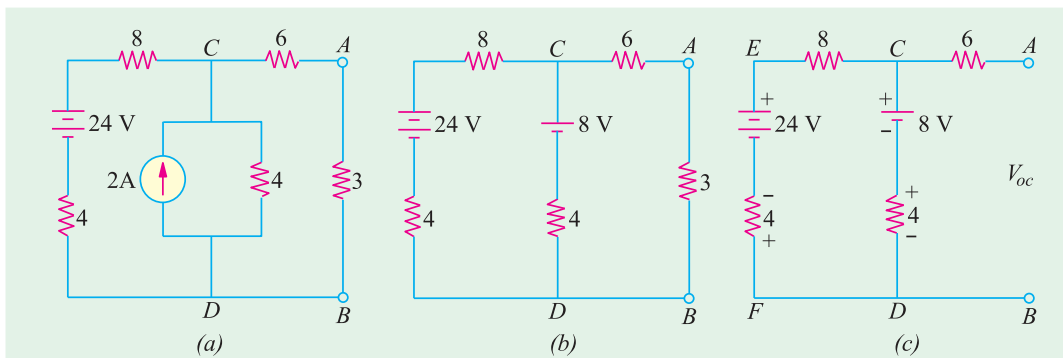 8 C 6 A
24 V
2A 4 3
4
D B
(a)
8 C 6 A
24 V 8 V
3
4 4
D B
(b)
E 8 C 6 A
+ +
24 V – 8 V
Voc
– +
4 4
+ –
F D B
(c)